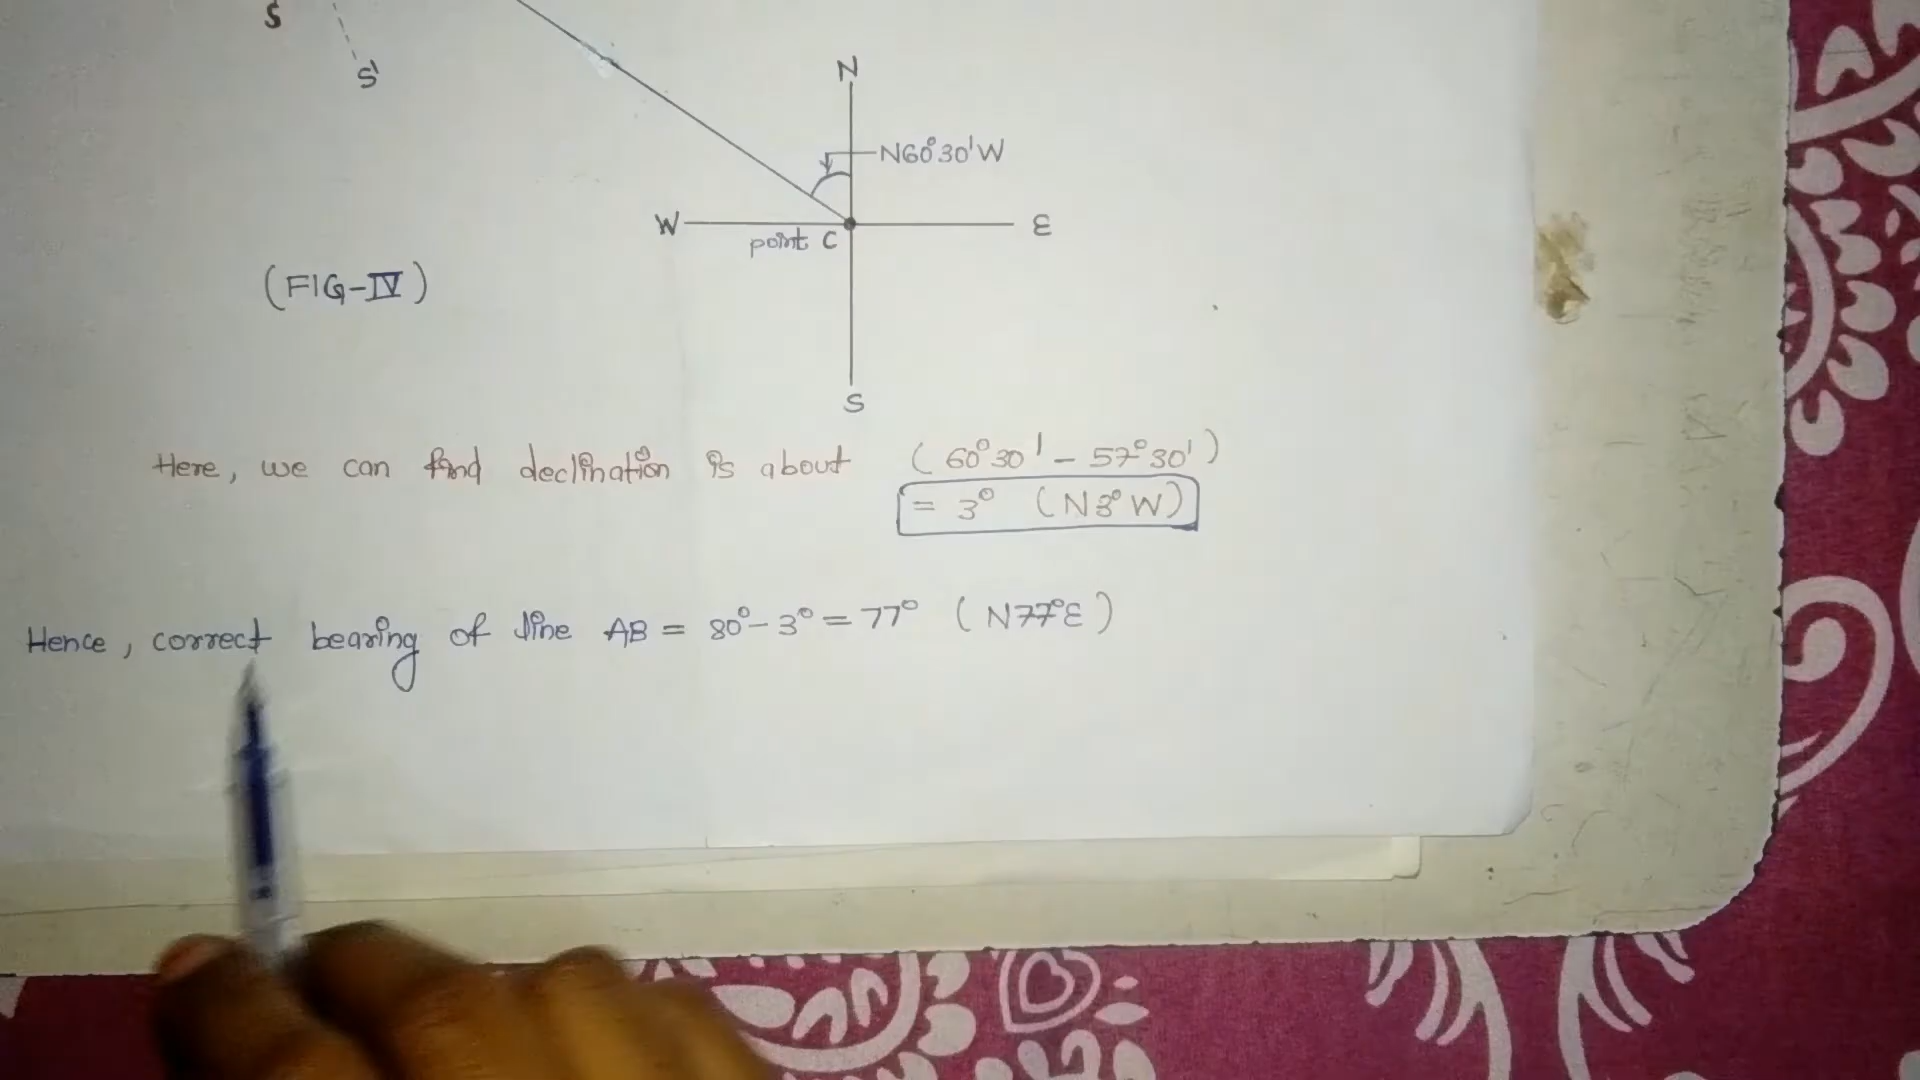 S
S'
N
N60°30'W
W
E
point C
(FIG-IV)
S
Here, we can find declination is about (60°30' - 57°30')
= 3° (N3°W)
Hence, correct bearing of line AB = 80° - 3° = 77° (N77°E)